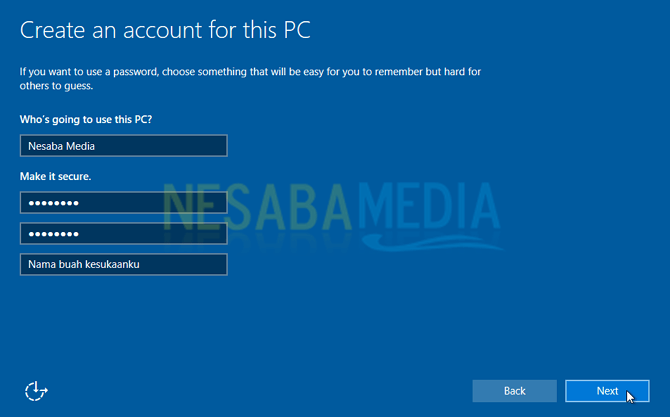 Create an account for this PC
If you want to use a password, choose something that will be easy for you to remember but hard for
others to guess.
Who's going to use this PC?
Nesaba Media
Make it secure.
●●●●●●●●
●●●●●●●●
Nama buah kesukaanku
NESABAMEDIA
Back
Next